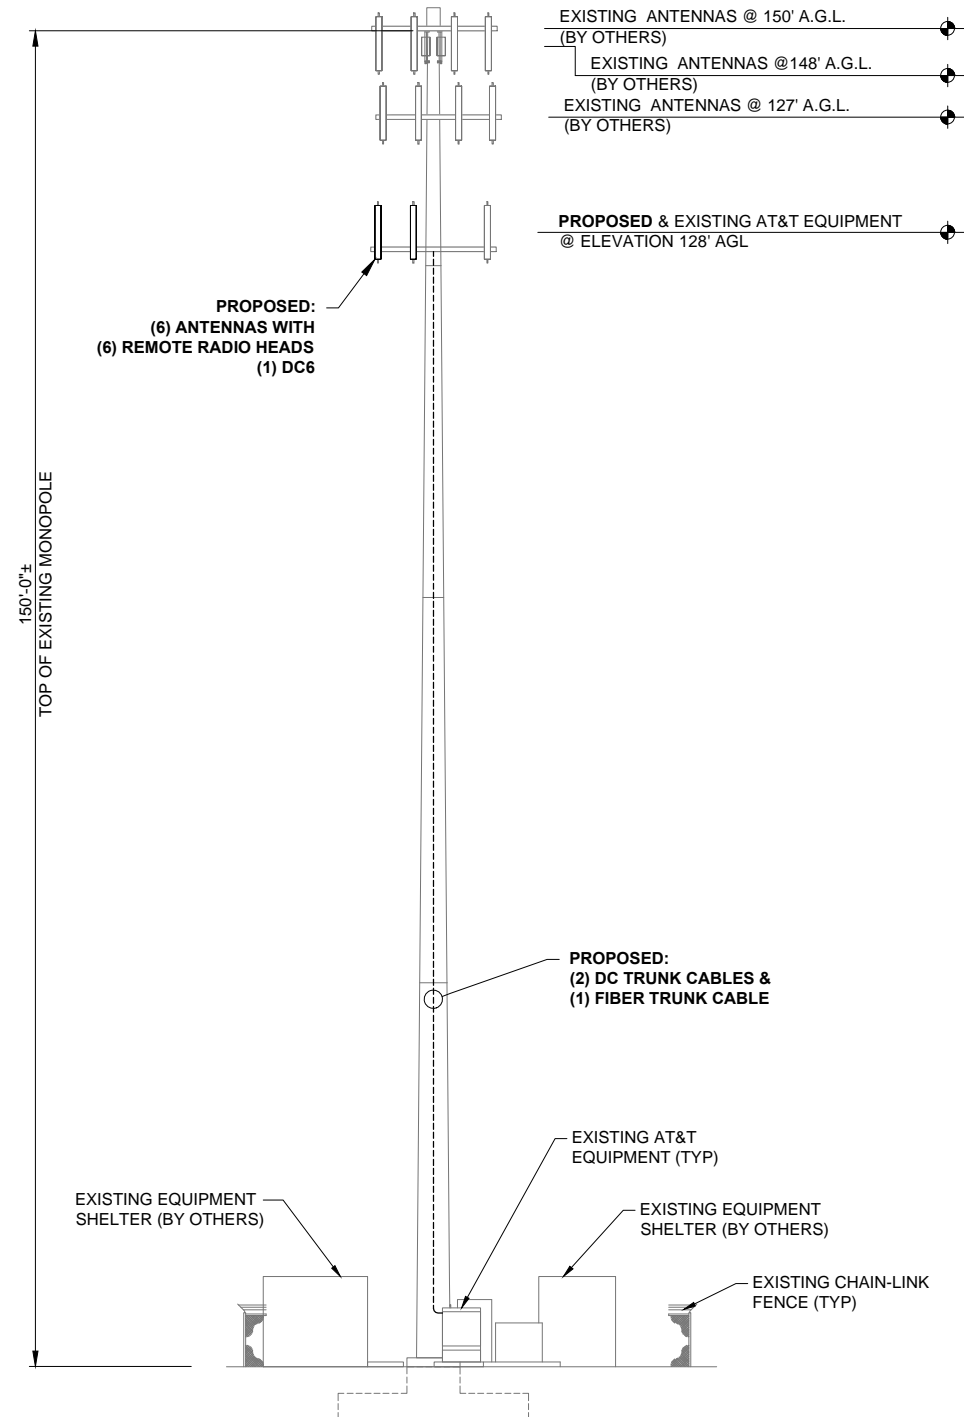 EXISTING ANTENNAS @ 150' A.G.L.
(BY OTHERS)
EXISTING ANTENNAS @148' A.G.L.
(BY OTHERS)
EXISTING ANTENNAS @ 127' A.G.L.
(BY OTHERS)
PROPOSED & EXISTING AT&T EQUIPMENT
@ ELEVATION 128' AGL
PROPOSED:
(6) ANTENNAS WITH
(6) REMOTE RADIO HEADS
(1) DC6
150'-0"±
TOP OF EXISTING MONOPOLE
PROPOSED:
(2) DC TRUNK CABLES &
(1) FIBER TRUNK CABLE
EXISTING AT&T
EQUIPMENT (TYP)
EXISTING EQUIPMENT
SHELTER (BY OTHERS)
EXISTING EQUIPMENT
SHELTER (BY OTHERS)
EXISTING CHAIN-LINK
FENCE (TYP)